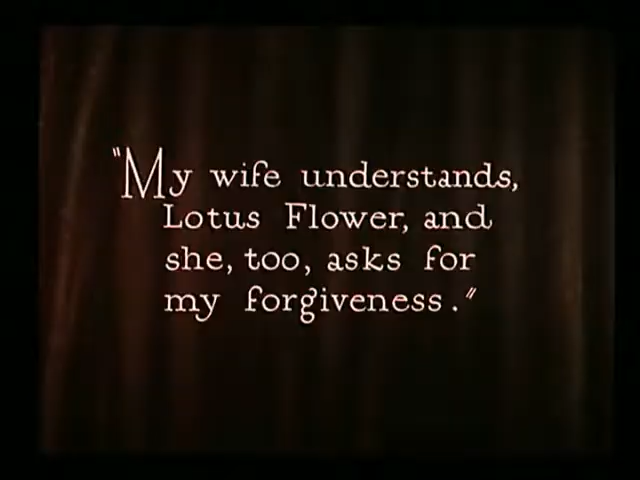 "My wife understands,
Lotus Flower, and
she, too, asks for
my forgiveness."